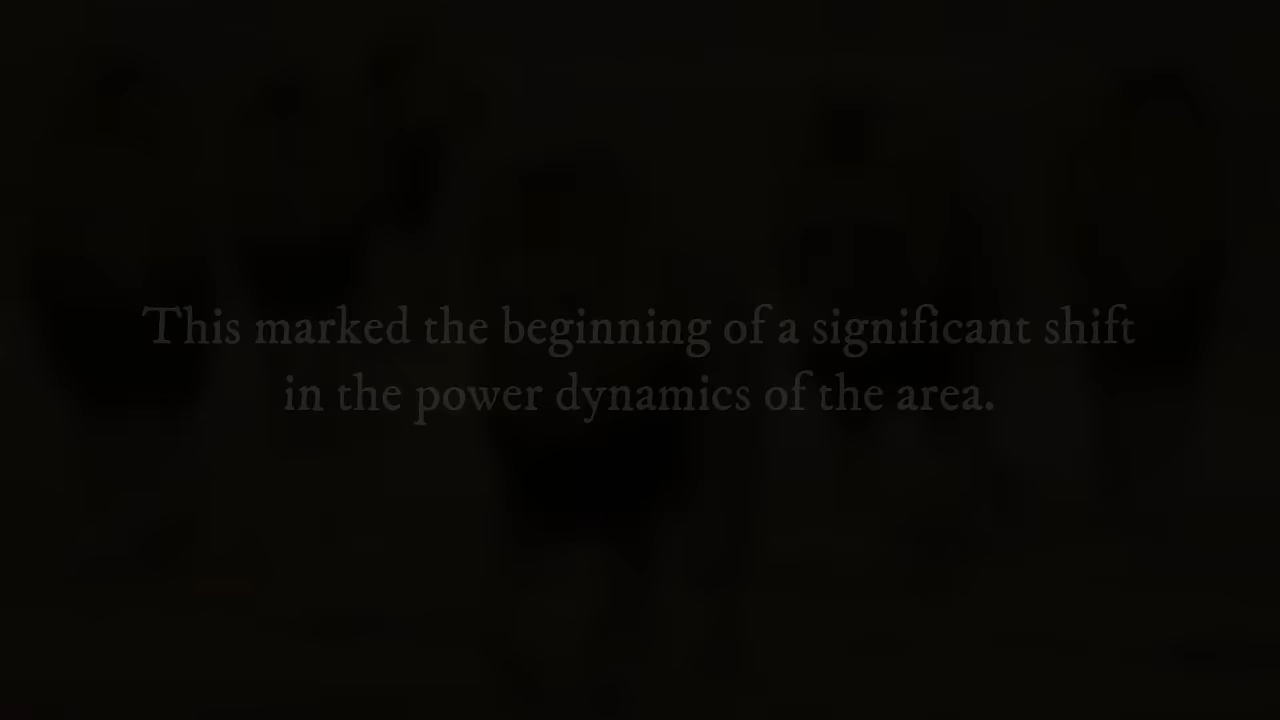 This marked the beginning of a significant shift
in the power dynamics of the area.